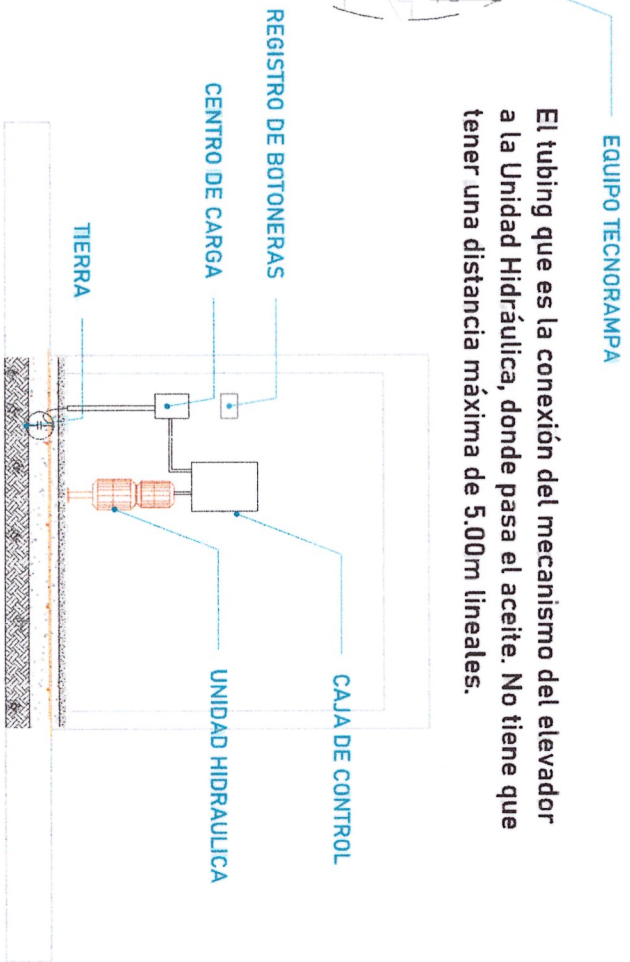 EQUIPO TECNORAMPA
El tubing que es la conexión del mecanismo del elevador
a la Unidad Hidráulica, donde pasa el aceite. No tiene que
tener una distancia máxima de 5.00m lineales.
REGISTRO DE BOTONERAS
CENTRO DE CARGA
TIERRA
CAJA DE CONTROL
UNIDAD HIDRAULICA